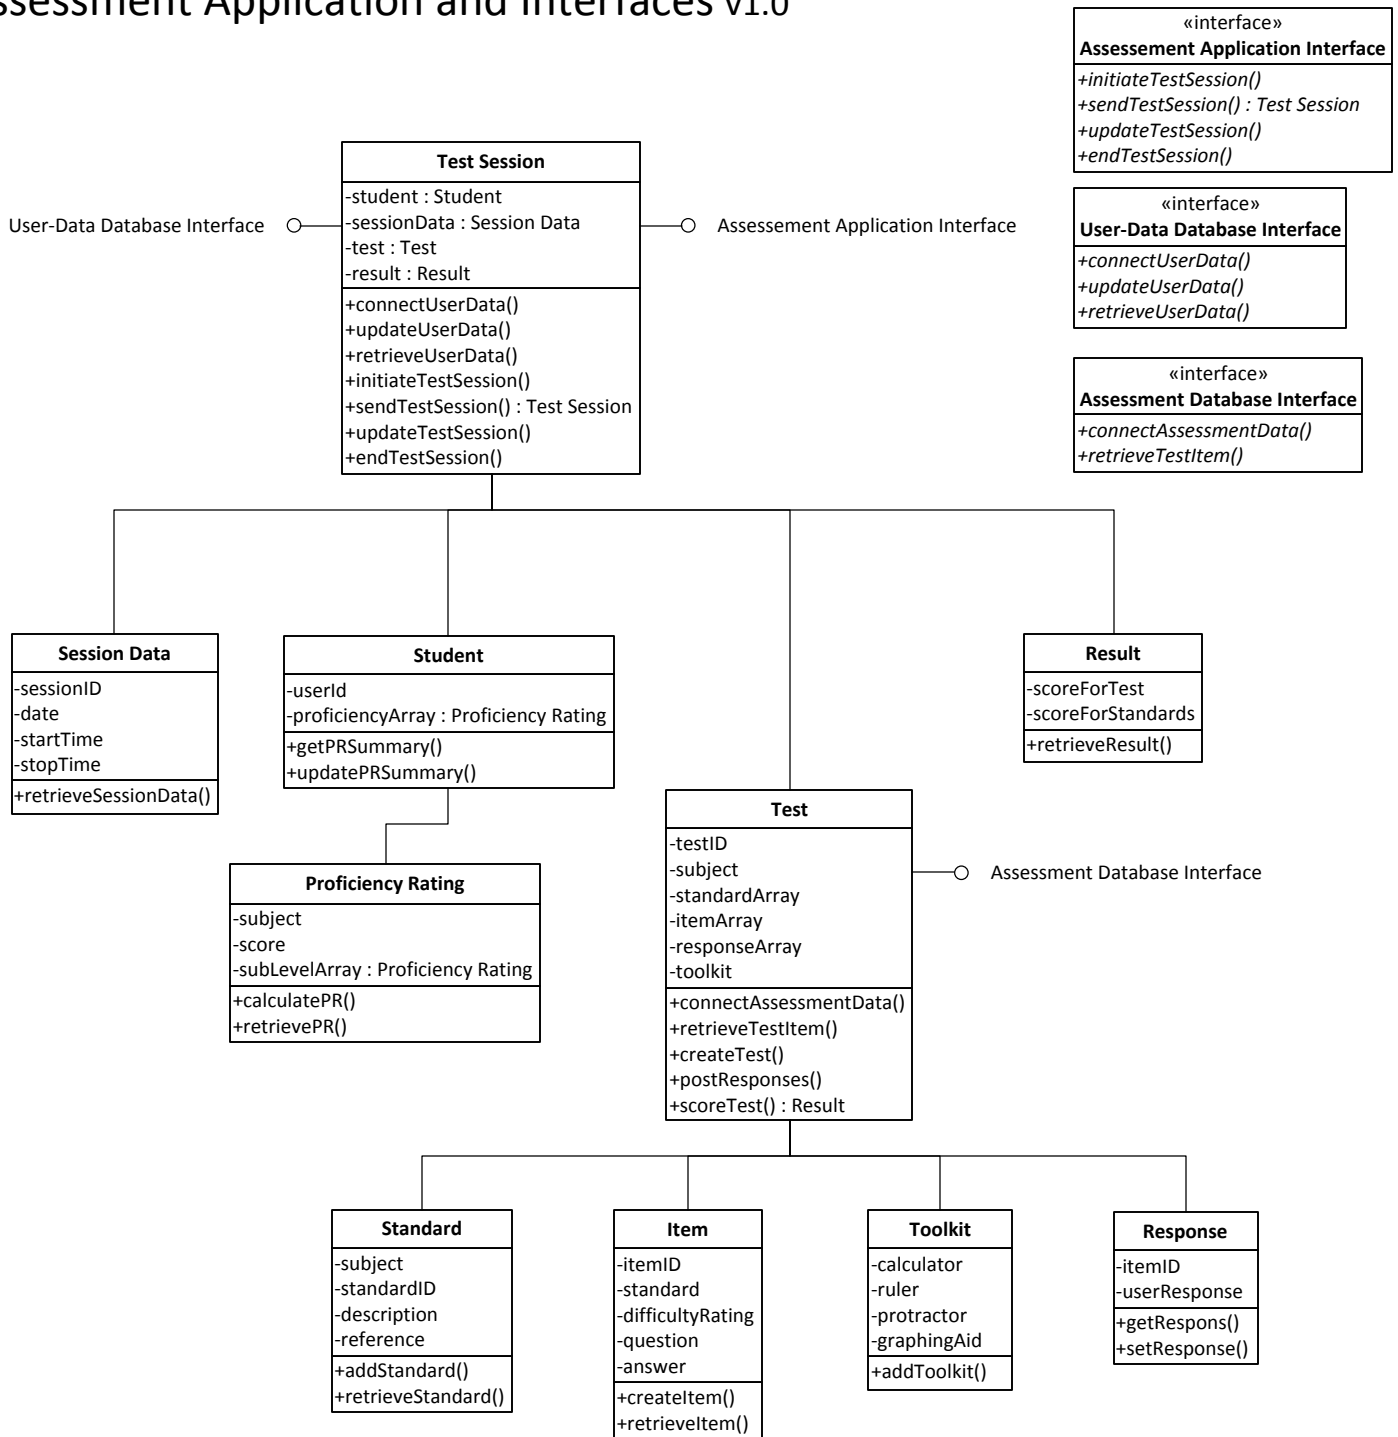 ssessment Application and Interfaces v1.0
«interface»
Assessement Application Interface
+initiateTestSession()
+sendTestSession() : Test Session
+updateTestSession()
+endTestSession()
«interface»
User-Data Database Interface
+connectUserData()
+updateUserData()
+retrieveUserData()
«interface»
Assessment Database Interface
+connectAssessmentData()
+retrieveTestItem()
User-Data Database Interface
Test Session
-student : Student
-sessionData : Session Data
-test : Test
-result : Result
+connectUserData()
+updateUserData()
+retrieveUserData()
+initiateTestSession()
+sendTestSession() : Test Session
+updateTestSession()
+endTestSession()
Assessement Application Interface
Session Data
-sessionID
-date
-startTime
-stopTime
+retrieveSessionData()
Student
-userId
-proficiencyArray : Proficiency Rating
+getPRSummary()
+updatePRSummary()
Result
-scoreForTest
-scoreForStandards
+retrieveResult()
Proficiency Rating
-subject
-score
-subLevelArray : Proficiency Rating
+calculatePR()
+retrievePR()
Test
-testID
-subject
-standardArray
-itemArray
-responseArray
-toolkit
+connectAssessmentData()
+retrieveTestItem()
+createTest()
+postResponses()
+scoreTest() : Result
Assessment Database Interface
Standard
-subject
-standardID
-description
-reference
+addStandard()
+retrieveStandard()
Item
-itemID
-standard
-difficultyRating
-question
-answer
+createItem()
+retrieveItem()
Toolkit
-calculator
-ruler
-protractor
-graphingAid
+addToolkit()
Response
-itemID
-userResponse
+getRespons()
+setResponse()